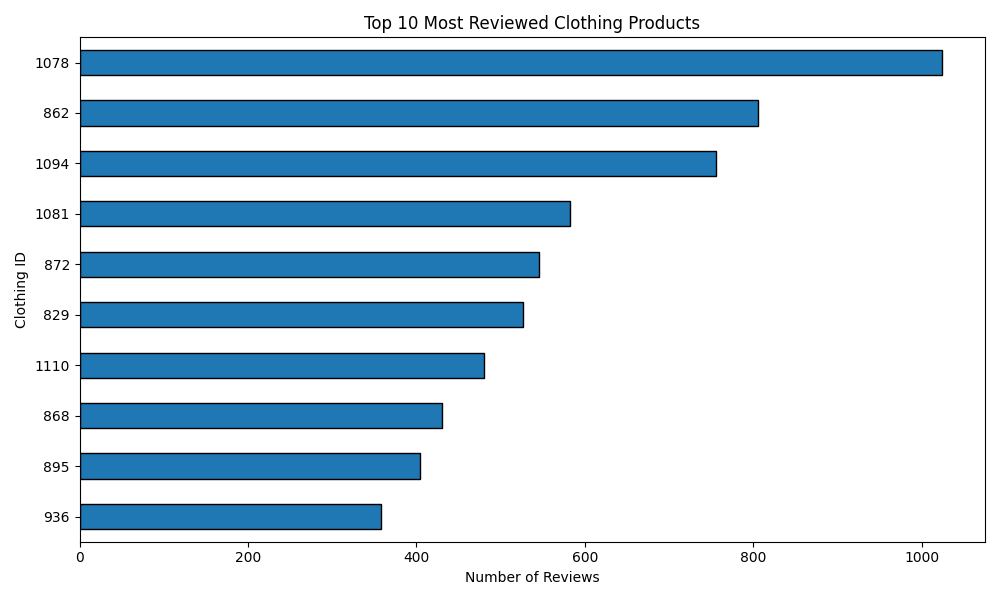 Top 10 Most Reviewed Clothing Products
Clothing ID
1078
862
1094
1081
872
829
1110
868
895
936
0 200 400 600 800 1000
Number of Reviews